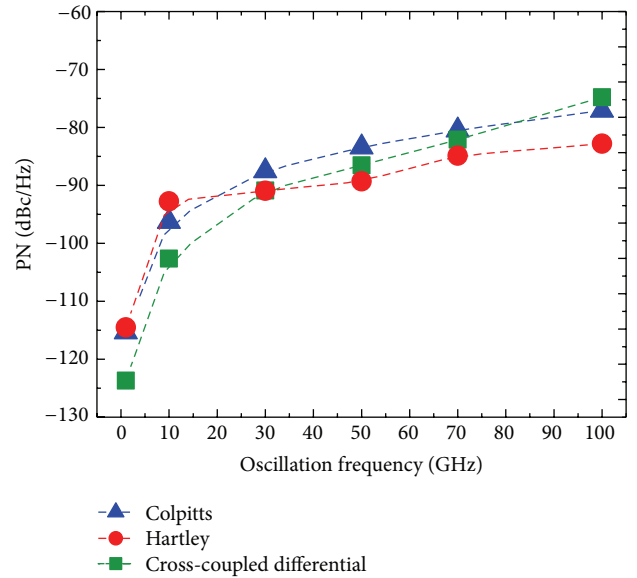 −60
−70
−80
−90
−100
−110
−120
−130
PN (dBc/Hz)
0 10 20 30 40 50 60 70 80 90 100
Oscillation frequency (GHz)
Colpitts
Hartley
Cross-coupled differential